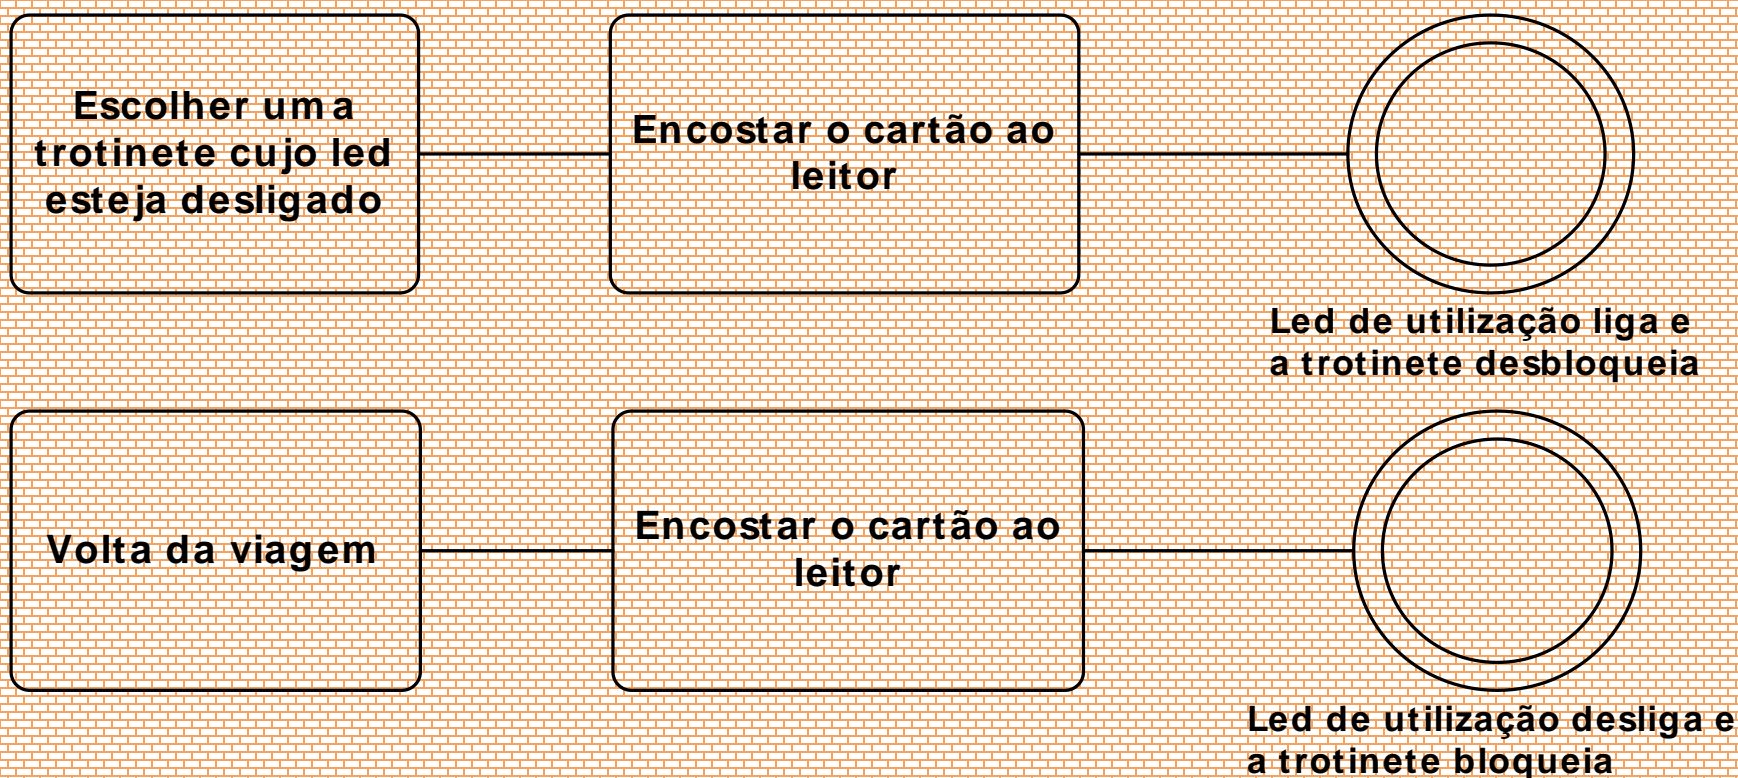 Escolher uma
trotinete cujo led
esteja desligado
Encostar o cartão ao
leitor
Led de utilização liga e
a trotinete desbloqueia
Volta da viagem
Encostar o cartão ao
leitor
Led de utilização desliga e
a trotinete bloqueia